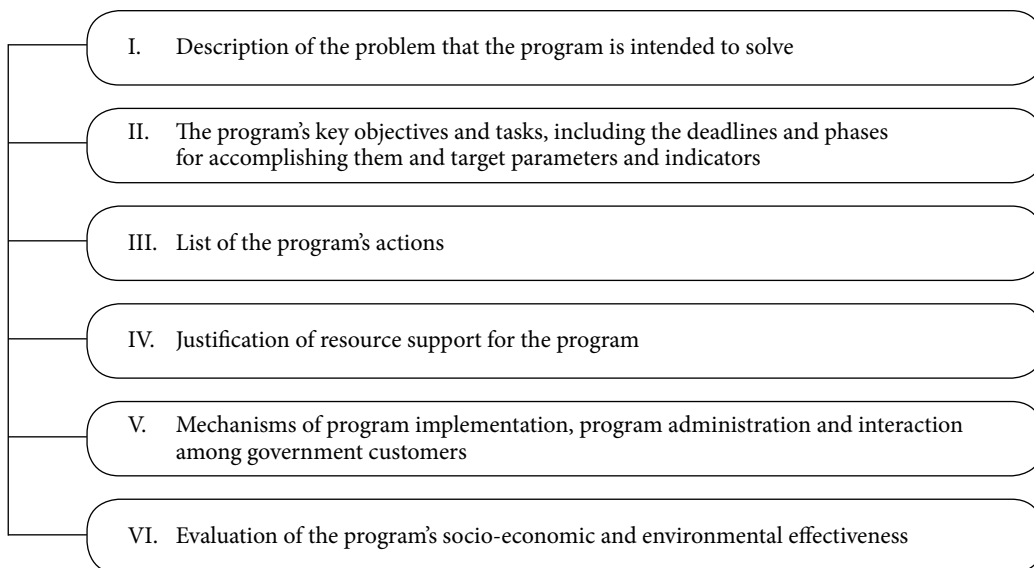 I. Description of the problem that the program is intended to solve
II. The program’s key objectives and tasks, including the deadlines and phases
for accomplishing them and target parameters and indicators
III. List of the program’s actions
IV. Justification of resource support for the program
V. Mechanisms of program implementation, program administration and interaction
among government customers
VI. Evaluation of the program’s socio-economic and environmental effectiveness